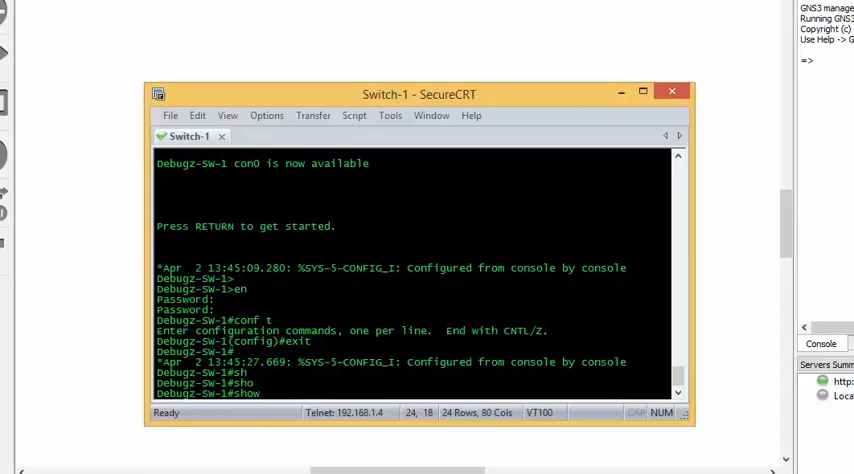 GNS3 manage
Running GNS3
Copyright (c)
Use Help -> G
=>
Switch-1 - SecureCRT
File Edit View Options Transfer Script Tools Window Help
Switch-1
Debugz-SW-1 con0 is now available
Press RETURN to get started.
*Apr  2 13:45:09.280: %SYS-5-CONFIG_I: Configured from console by console
Debugz-SW-1>
Debugz-SW-1>en
Password:
Password:
Debugz-SW-1#conf t
Enter configuration commands, one per line.  End with CNTL/Z.
Debugz-SW-1(config)#exit
Debugz-SW-1#
*Apr  2 13:45:27.669: %SYS-5-CONFIG_I: Configured from console by console
Debugz-SW-1#sh
Debugz-SW-1#sho
Debugz-SW-1#show
Ready Telnet: 192.168.1.4 24, 18 24 Rows, 80 Cols VT100 CAP NUM
Console
Servers Summ
http:
Loca